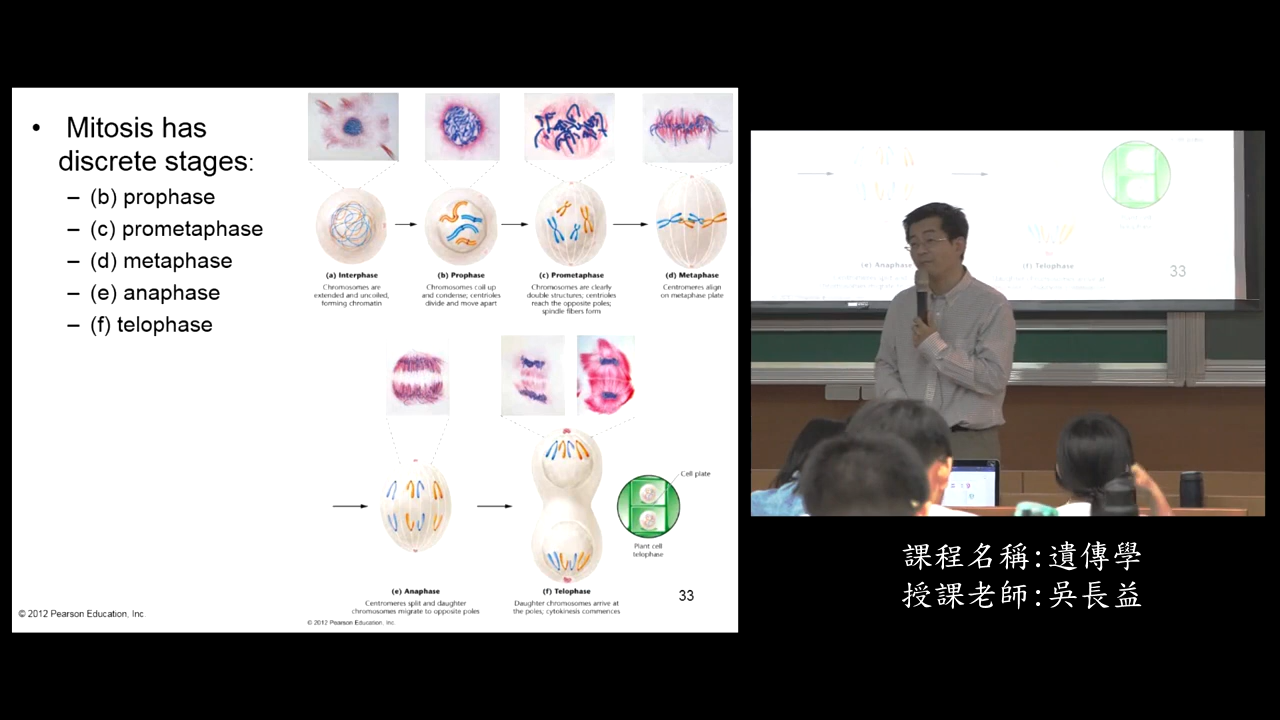 • Mitosis has
discrete stages:
– (b) prophase
– (c) prometaphase
– (d) metaphase
– (e) anaphase
– (f) telophase
(a) Interphase
Chromosomes are
extended and uncoiled,
forming chromatin
(b) Prophase
Chromosomes coil up
and condense, centrioles
divide and move apart
(c) Prometaphase
Chromosomes are clearly
double structures; centrioles
reach the opposite poles;
spindle fibers form
(d) Metaphase
Centromeres align
on metaphase plate
Cell plate
Plant cell
telophase
(e) Anaphase
Centromeres split and daughter
chromosomes migrate to opposite poles
(f) Telophase
Daughter chromosomes arrive at
the poles; cytokinesis commences
33
© 2012 Pearson Education, Inc.
© 2012 Pearson Education, Inc.
(e) Anaphase
(f) Telophase
33
課程名稱:遺傳學
授課老師:吳長益